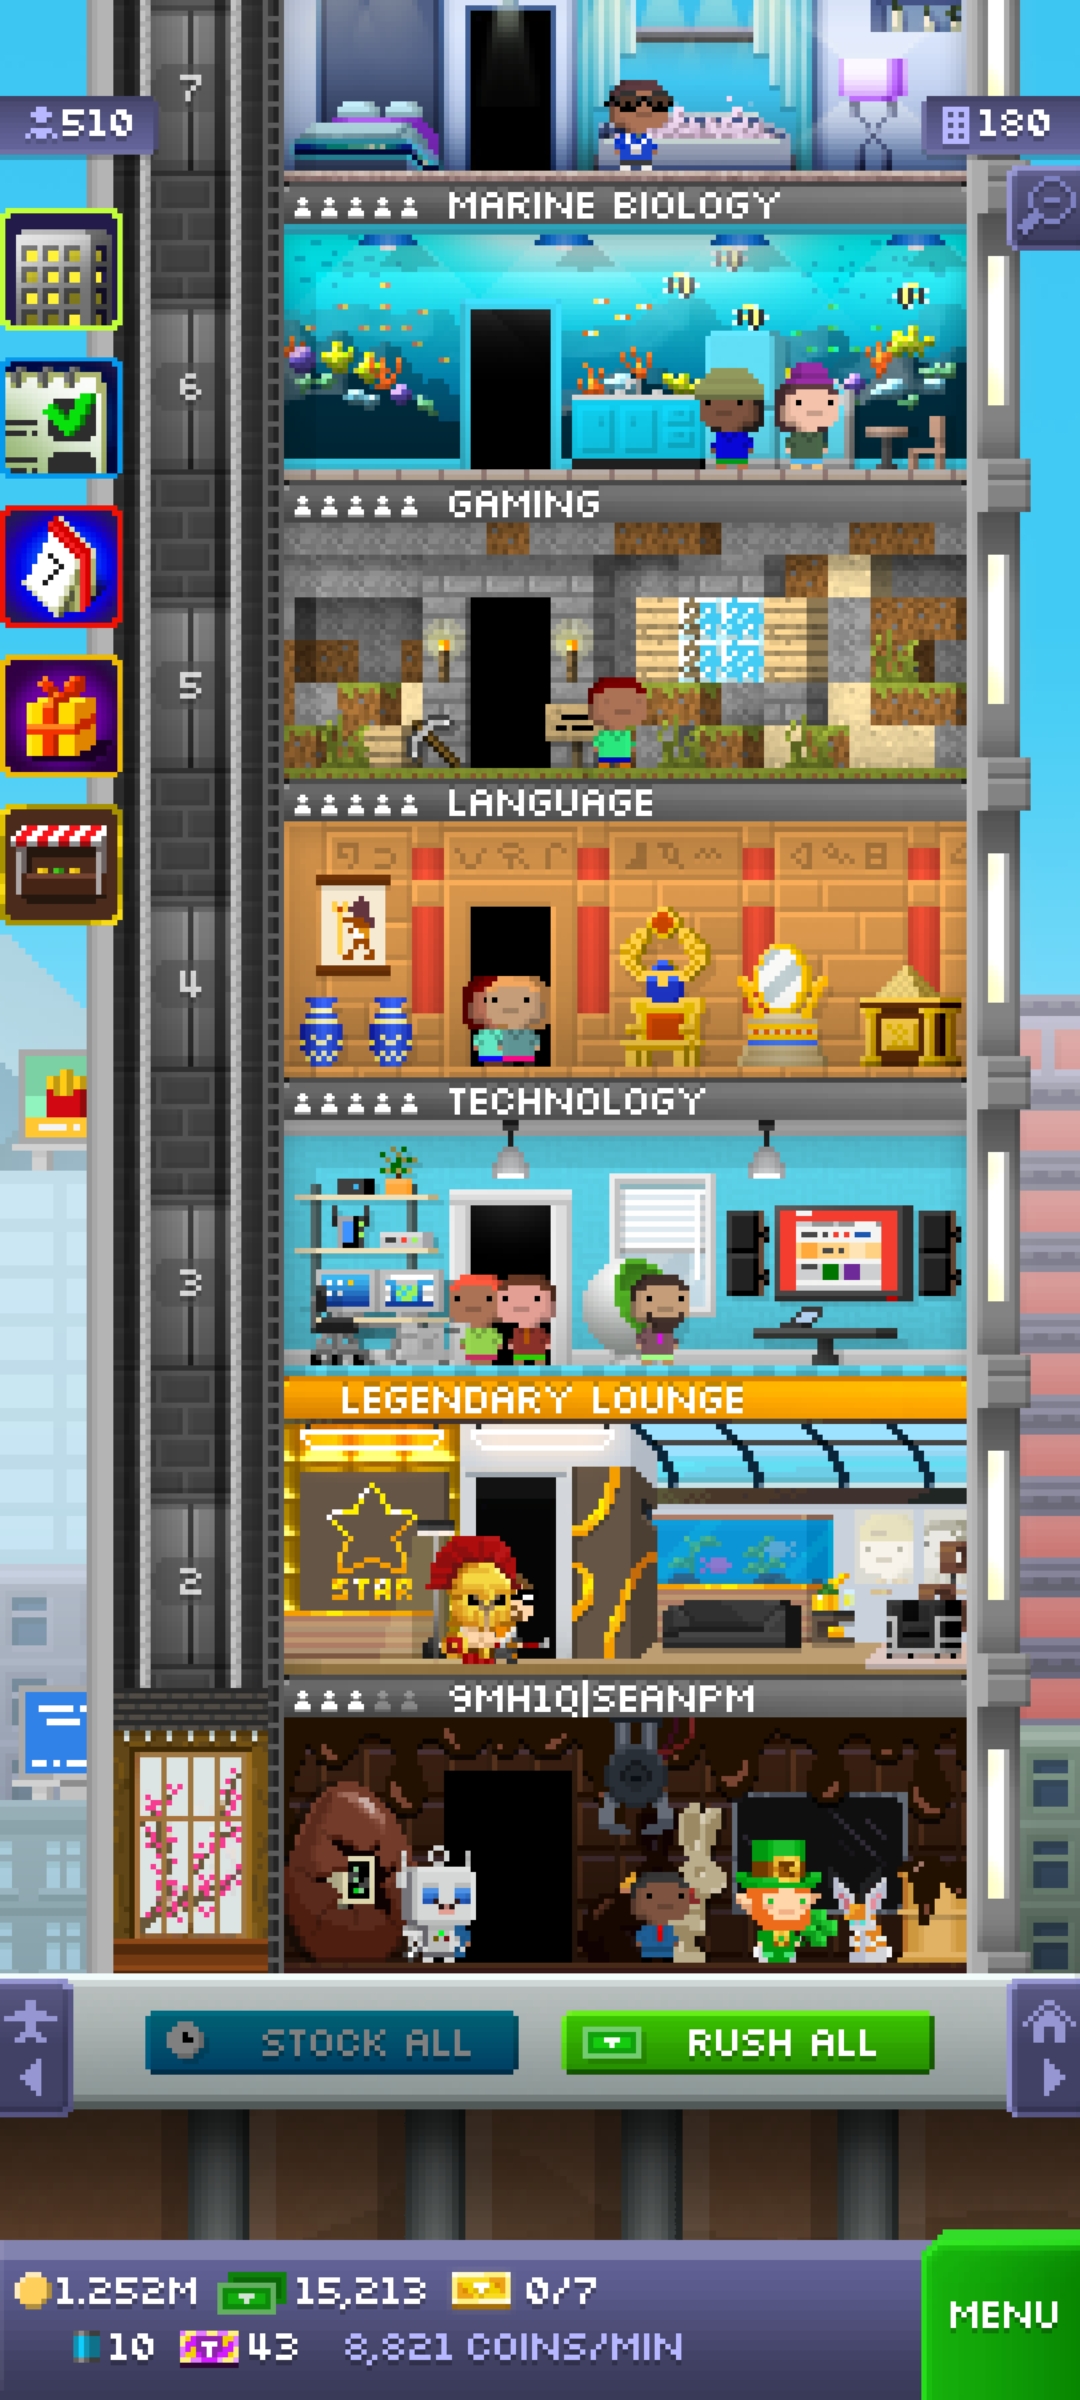 7
510
180
MARINE BIOLOGY
6
GAMING
5
LANGUAGE
4
TECHNOLOGY
3
LEGENDARY LOUNGE
STAR
2
9MH1Q|SEANPM
STOCK ALL
RUSH ALL
1.252M
15,213
0/7
MENU
10
43
8,821 COINS/MIN